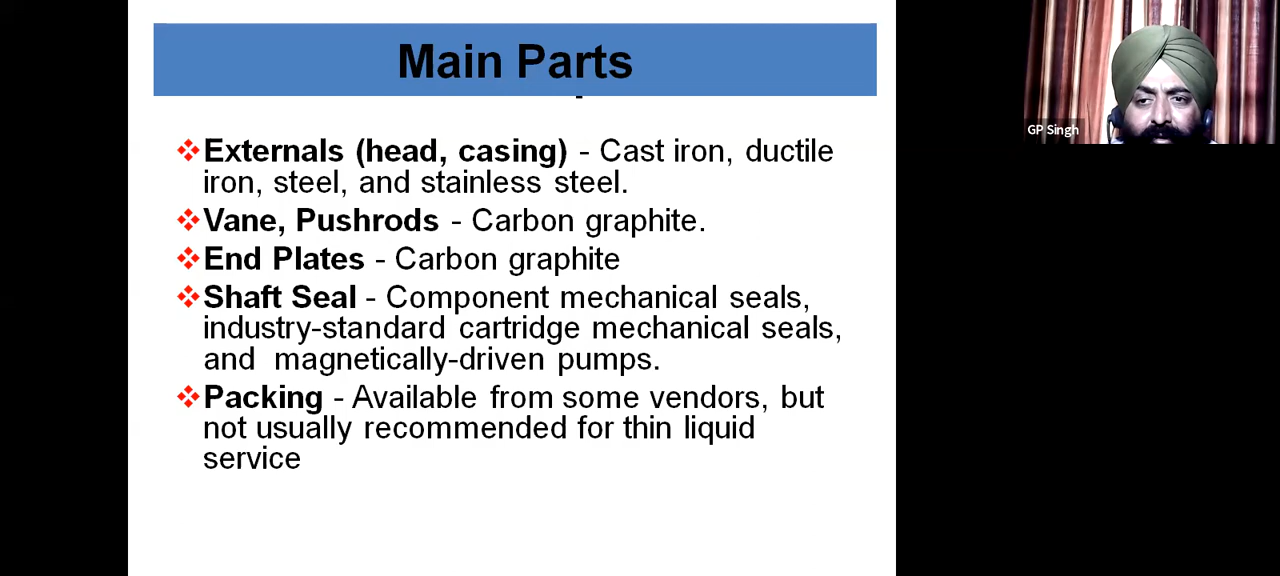 Main Parts
Externals (head, casing) - Cast iron, ductile
iron, steel, and stainless steel.
Vane, Pushrods - Carbon graphite.
End Plates - Carbon graphite
Shaft Seal - Component mechanical seals,
industry-standard cartridge mechanical seals,
and magnetically-driven pumps.
Packing - Available from some vendors, but
not usually recommended for thin liquid
service
GP Singh